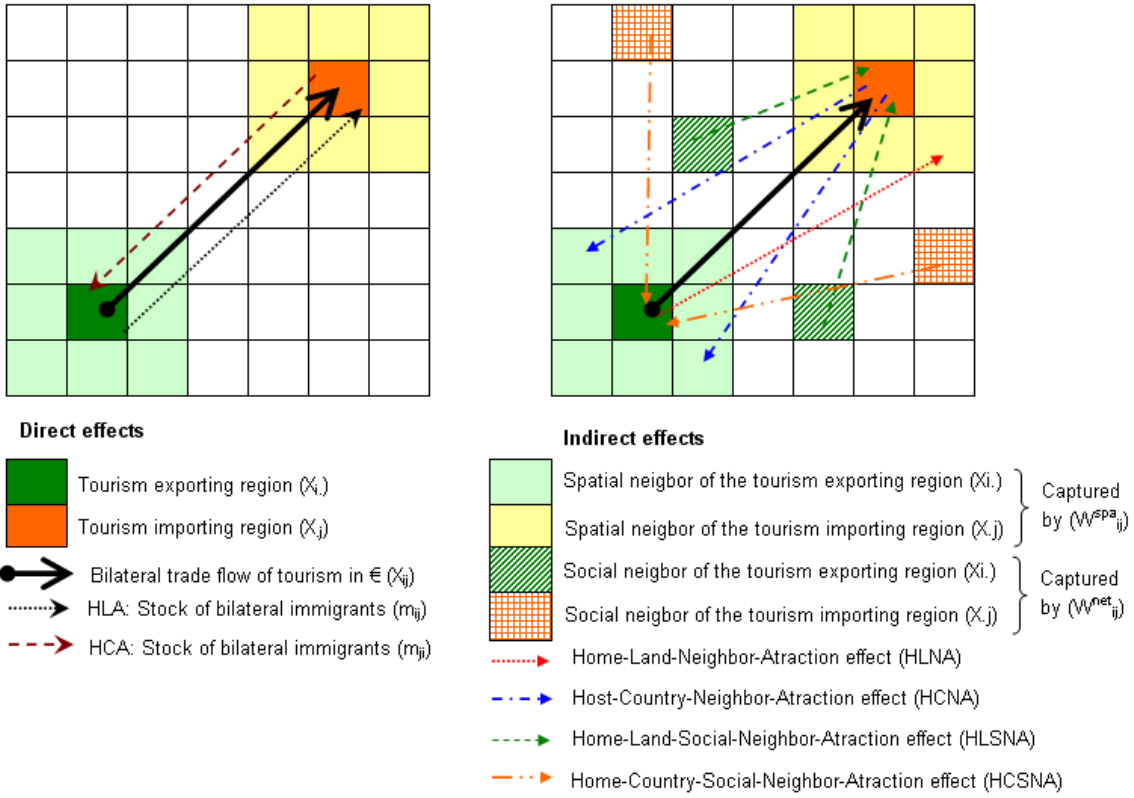 Direct effects
Tourism exporting region (Xi.)
Tourism importing region (X.j)
Bilateral trade flow of tourism in € (Xij)
HLA: Stock of bilateral immigrants (mij)
HCA: Stock of bilateral immigrants (mji)
Indirect effects
Spatial neigbor of the tourism exporting region (Xi.)
Spatial neigbor of the tourism importing region (X.j)
Captured
by (W^spa_ij)
Social neigbor of the tourism exporting region (Xi.)
Social neigbor of the tourism importing region (X.j)
Captured
by (W^net_ij)
Home-Land-Neighbor-Atraction effect (HLNA)
Host-Country-Neighbor-Atraction effect (HCNA)
Home-Land-Social-Neighbor-Atraction effect (HLSNA)
Home-Country-Social-Neighbor-Atraction effect (HCSNA)